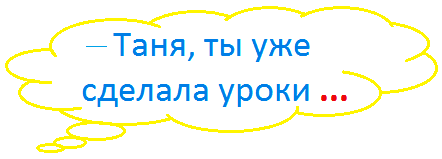 – Таня, ты уже
сделала уроки ...